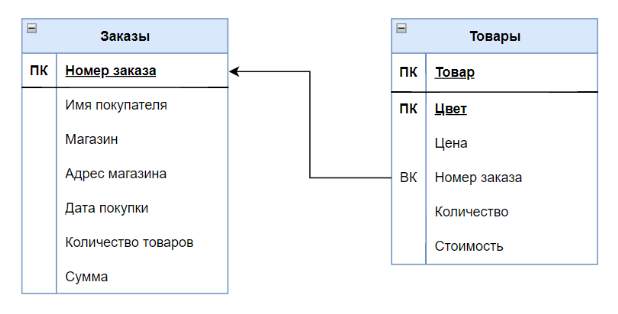 Заказы
ПК Номер заказа
Имя покупателя
Магазин
Адрес магазина
Дата покупки
Количество товаров
Сумма
Товары
ПК Товар
ПК Цвет
Цена
ВК Номер заказа
Количество
Стоимость